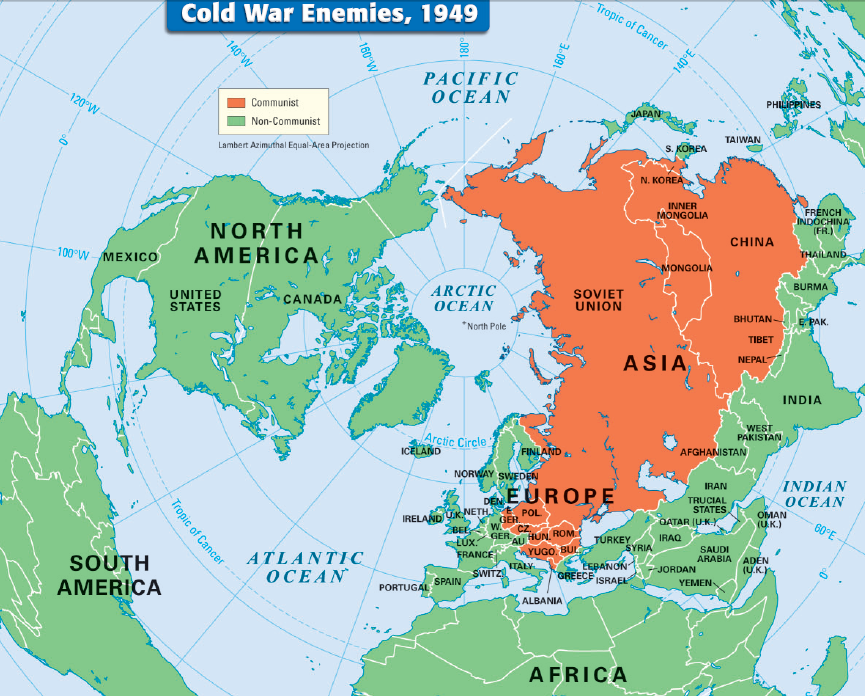 Cold War Enemies, 1949
Tropic of Cancer
140°W
160°W
180°
160°E
140°E
120°W
0°
PACIFIC
OCEAN
Communist
Non-Communist
Lambert Azimuthal Equal-Area Projection
PHILIPPINES
JAPAN
TAIWAN
S. KOREA
N. KOREA
INNER
MONGOLIA
FRENCH
INDOCHINA
(FR.)
CHINA
THAILAND
MONGOLIA
BURMA
NORTH
AMERICA
100°W
MEXICO
UNITED
STATES
CANADA
ARCTIC
OCEAN
North Pole
SOVIET
UNION
BHUTAN
E. PAK.
TIBET
NEPAL
ASIA
INDIA
WEST
PAKISTAN
AFGHANISTAN
Arctic Circle
ICELAND
FINLAND
NORWAY
SWEDEN
EUROPE
IRAN
TRUCIAL
STATES
INDIAN
OCEAN
DEN.
IRELAND
U.K.
NETH.
E.
GER.
POL.
QATAR (U.K.)
OMAN
(U.K.)
BEL.
W.
GER.
CZ.
HUN.
ROM.
TURKEY
IRAQ
60°E
LUX.
AU.
YUGO.
BUL.
SYRIA
SAUDI
ARABIA
ADEN
(U.K.)
FRANCE
LEBANON
JORDAN
0°
SWITZ.
ITALY
GREECE
ISRAEL
YEMEN
PORTUGAL
SPAIN
ALBANIA
Tropic of Cancer
ATLANTIC
OCEAN
SOUTH
AMERICA
AFRICA